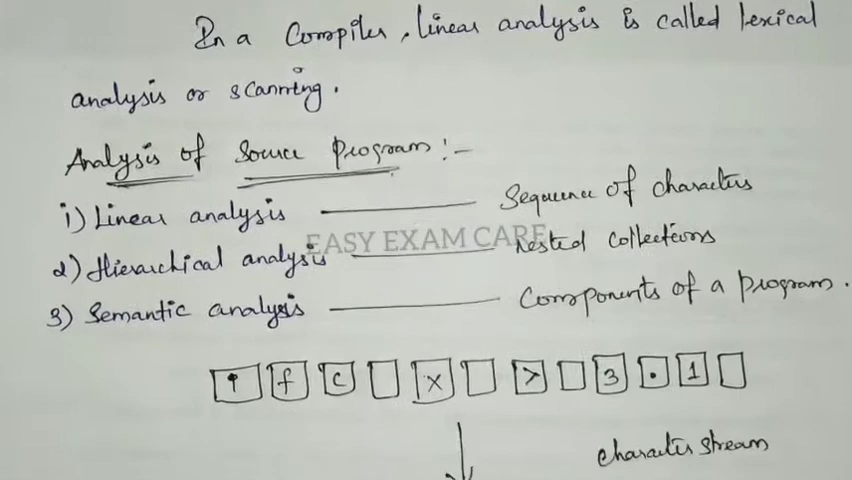 In a Compiler, linear analysis is called lexical
analysis or scanning.
Analysis of Source Program :-
1) Linear analysis ——— Sequence of characters
EASY EXAM CARE
2) Hierarchical analysis ——— nested collections
3) Semantic analysis ——— Components of a program.
i f ( x > 3 . 1
character stream